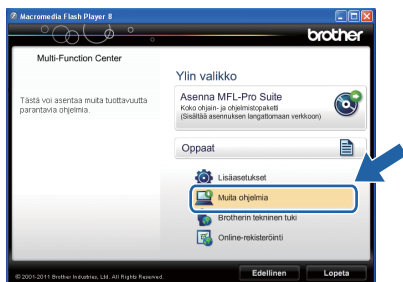 Macromedia Flash Player 8
brother
Multi-Function Center
Tästä voi asentaa muita tuottavuutta
parantavia ohjelmia.
Ylin valikko
Asenna MFL-Pro Suite
Koko ohjain- ja ohjelmistopaketti
(Sisältää asennuksen langattomaan verkkoon)
Oppaat
Lisäasetukset
Muita ohjelmia
Brotherin tekninen tuki
Online-rekisteröinti
© 2001-2011 Brother Industries, Ltd. All Rights Reserved.
Edellinen
Lopeta